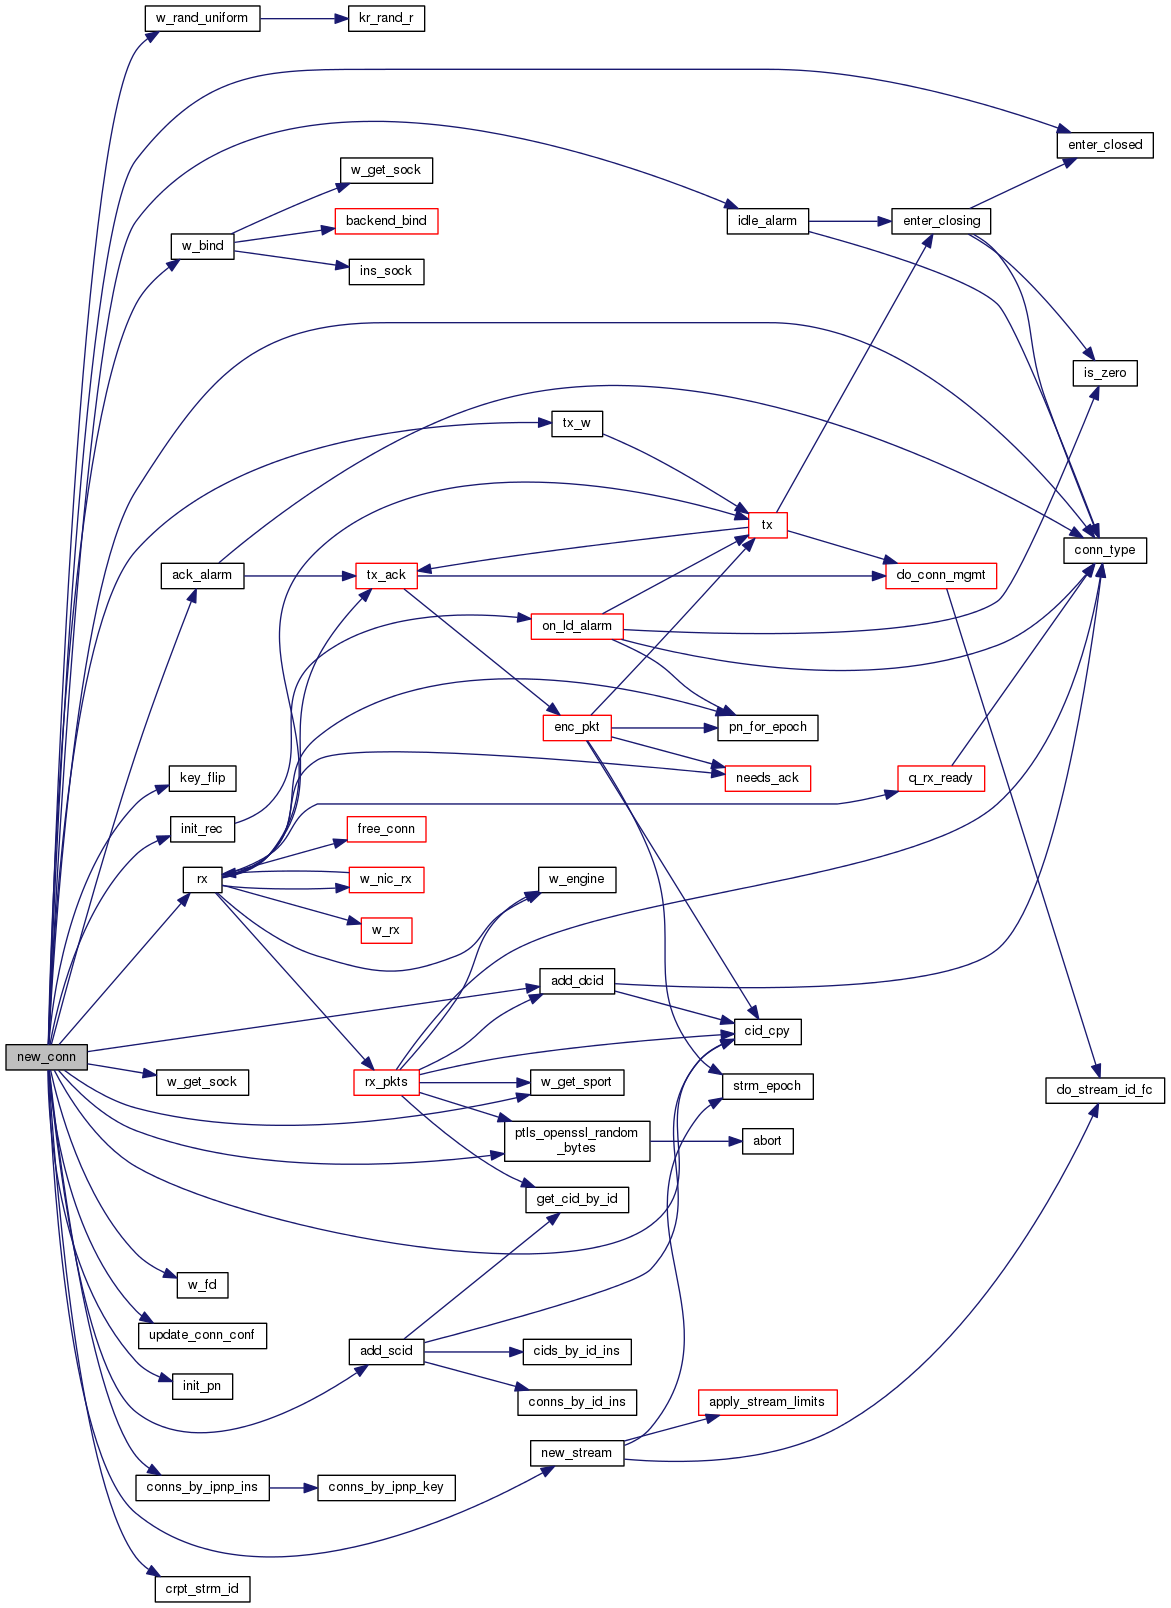 w_rand_uniform
kr_rand_r
enter_closed
w_get_sock
backend_bind
idle_alarm
enter_closing
w_bind
ins_sock
is_zero
tx_w
tx
conn_type
ack_alarm
tx_ack
do_conn_mgmt
on_ld_alarm
enc_pkt
pn_for_epoch
key_flip
needs_ack
q_rx_ready
init_rec
free_conn
rx
w_nic_rx
w_engine
w_rx
add_dcid
cid_cpy
new_conn
w_get_sock
rx_pkts
w_get_sport
strm_epoch
do_stream_id_fc
ptls_openssl_random
_bytes
abort
get_cid_by_id
w_fd
update_conn_conf
add_scid
cids_by_id_ins
init_pn
conns_by_id_ins
apply_stream_limits
new_stream
conns_by_ipnp_ins
conns_by_ipnp_key
crpt_strm_id